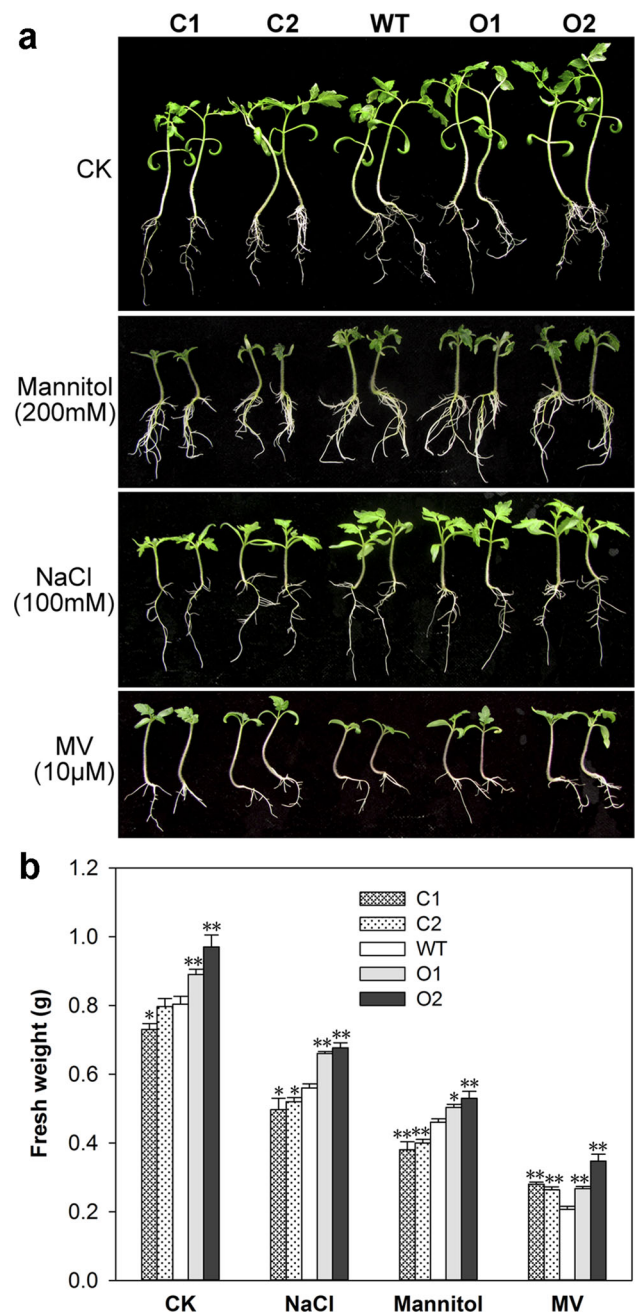 a
C1 C2 WT O1 O2
CK
Mannitol
(200mM)
NaCl
(100mM)
MV
(10μM)
b
1.2
1.0
0.8
0.6
0.4
0.2
0.0
Fresh weight (g)
C1
C2
WT
O1
O2
* ** **
* * ** **
** ** * **
** ** ** **
CK NaCl Mannitol MV